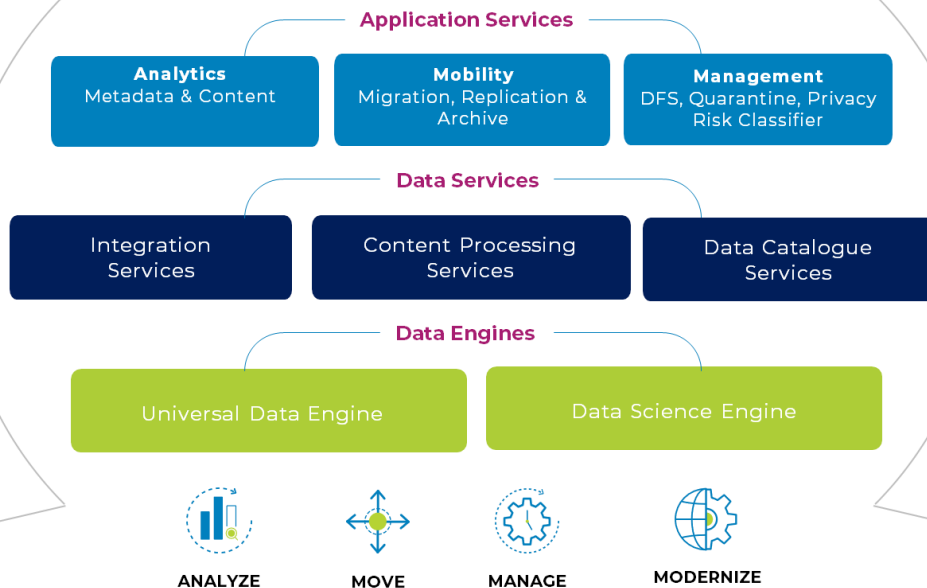 Application Services
Analytics
Metadata & Content
Mobility
Migration, Replication &
Archive
Management
DFS, Quarantine, Privacy
Risk Classifier
Data Services
Integration
Services
Content Processing
Services
Data Catalogue
Services
Data Engines
Universal Data Engine
Data Science Engine
ANALYZE
MOVE
MANAGE
MODERNIZE